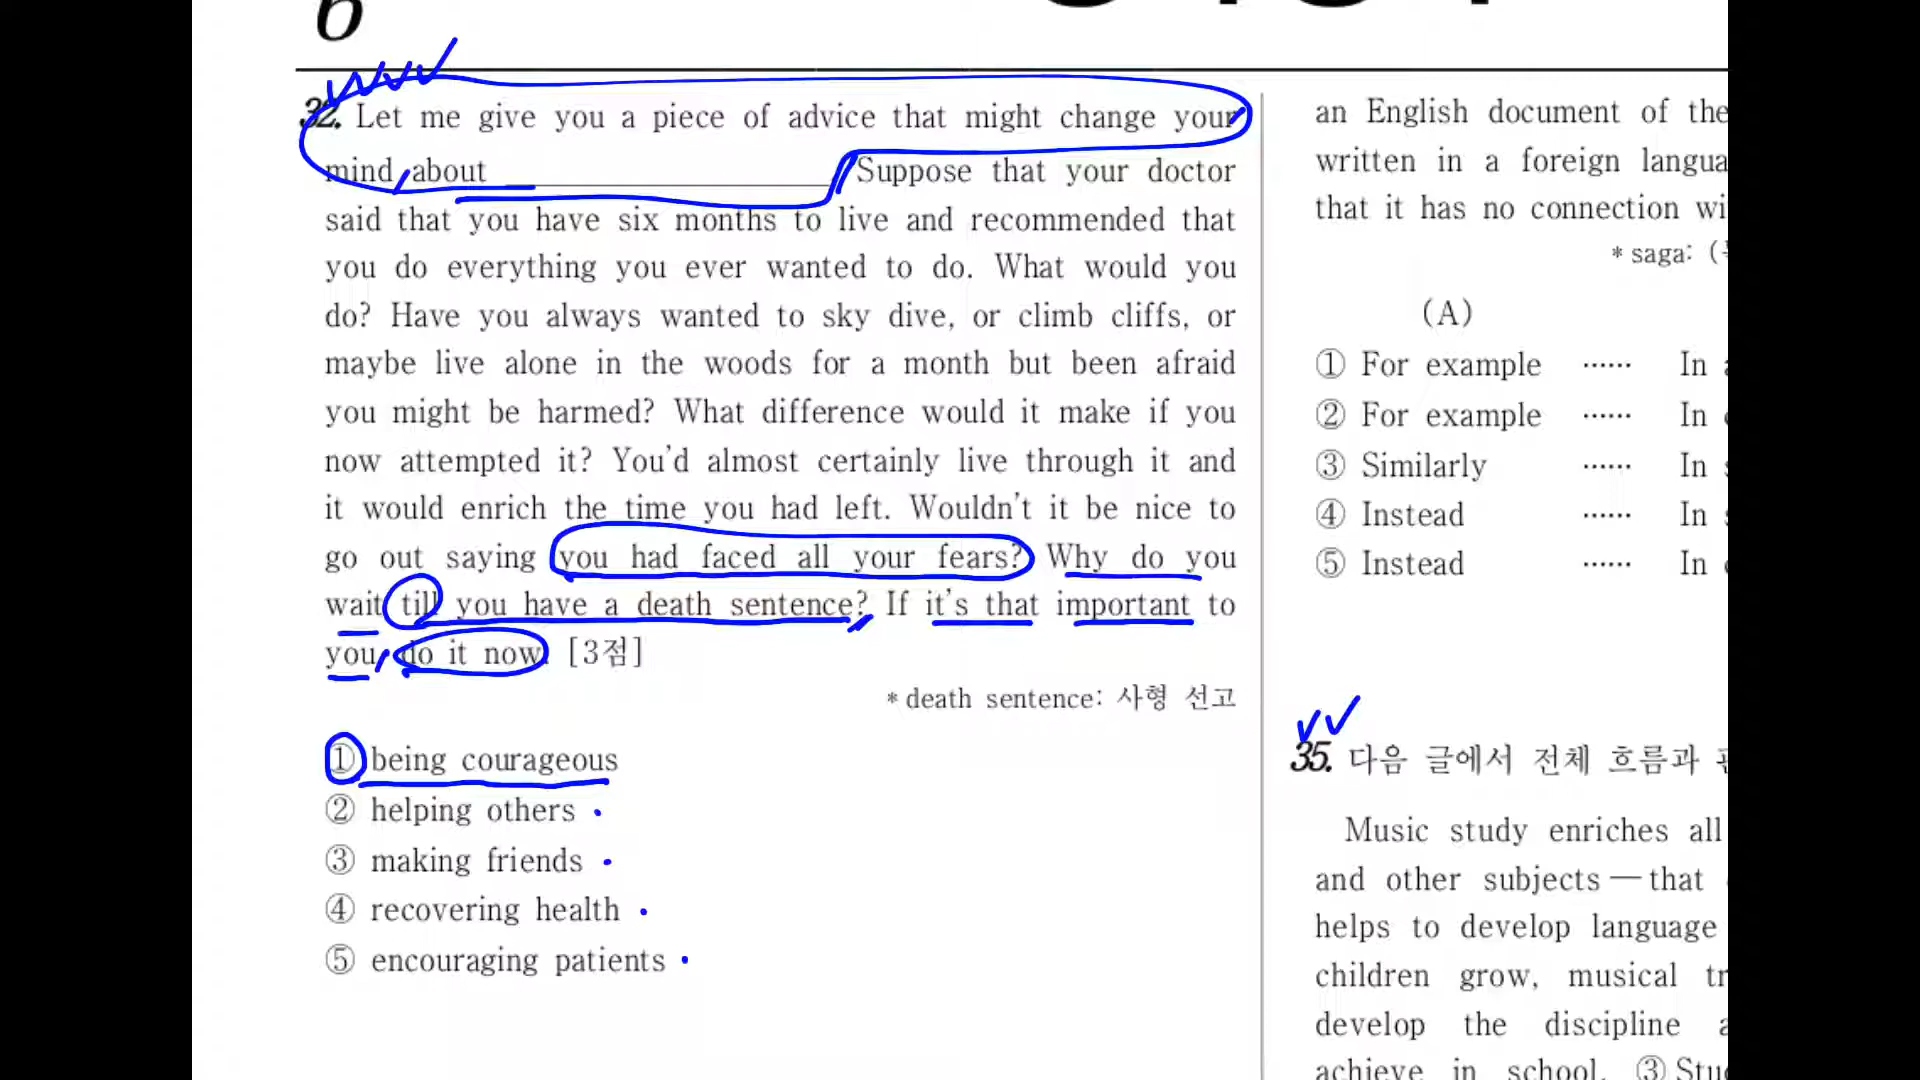 6
32. Let me give you a piece of advice that might change your
mind about ____________. Suppose that your doctor
said that you have six months to live and recommended that
you do everything you ever wanted to do. What would you
do? Have you always wanted to sky dive, or climb cliffs, or
maybe live alone in the woods for a month but been afraid
you might be harmed? What difference would it make if you
now attempted it? You'd almost certainly live through it and
it would enrich the time you had left. Wouldn't it be nice to
go out saying you had faced all your fears? Why do you
wait till you have a death sentence? If it's that important to
you, do it now. [3점]
* death sentence: 사형 선고
① being courageous
② helping others
③ making friends
④ recovering health
⑤ encouraging patients
an English document of the
written in a foreign langua
that it has no connection wi
* saga: (
(A)
① For example ······ In
② For example ······ In
③ Similarly ······ In
④ Instead ······ In
⑤ Instead ······ In
35. 다음 글에서 전체 흐름과
Music study enriches all
and other subjects — that
helps to develop language
children grow, musical tr
develop the discipline
achieve in school. ③ Stu